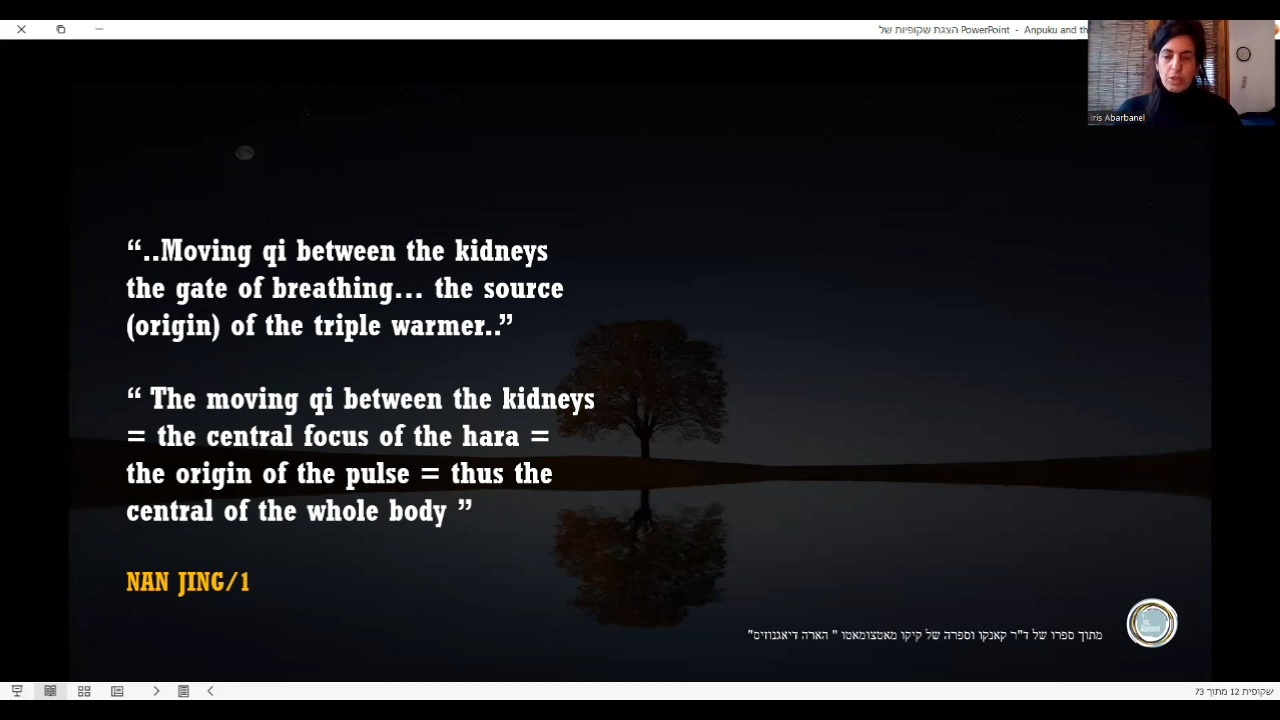 הצגת שקופיות של PowerPoint - Anpuku and th
Iris Abarbanel
“..Moving qi between the kidneys
the gate of breathing... the source
(origin) of the triple warmer..”
“ The moving qi between the kidneys
= the central focus of the hara =
the origin of the pulse = thus the
central of the whole body ”
NAN JING/1
Iris
Abarbanel
מתוך ספרו של ד"ר קאנקו וספרה של קיקו מאטצומאטו " הארה דיאגנוזיס"
שקופית 12 מתוך 73